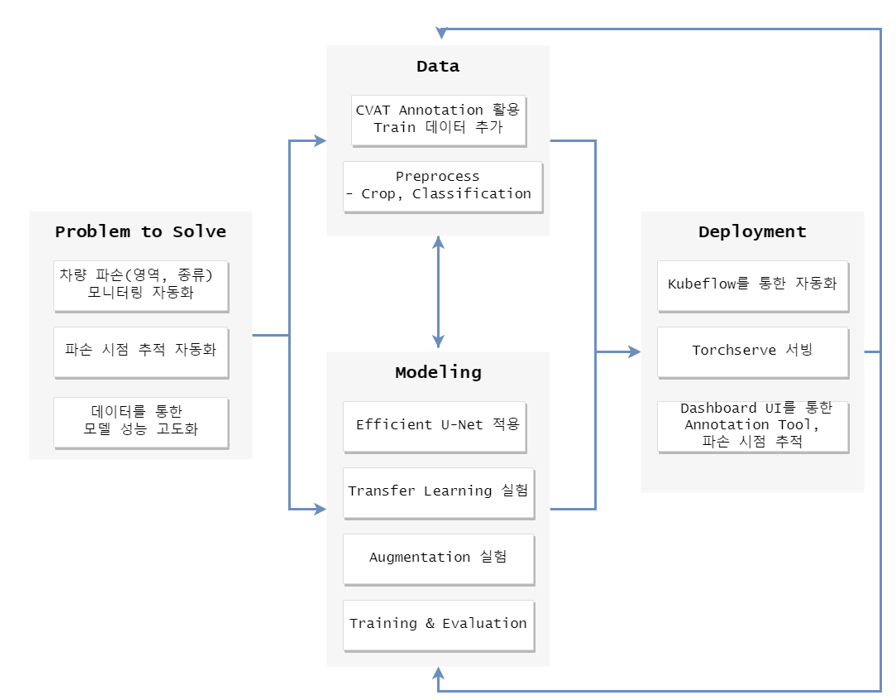 Problem to Solve
차량 파손(영역, 종류)
모니터링 자동화
파손 시점 추적 자동화
데이터를 통한
모델 성능 고도화
Data
CVAT Annotation 활용
Train 데이터 추가
Preprocess
- Crop, Classification
Modeling
Efficient U-Net 적용
Transfer Learning 실험
Augmentation 실험
Training & Evaluation
Deployment
Kubeflow를 통한 자동화
Torchserve 서빙
Dashboard UI를 통한
Annotation Tool,
파손 시점 추적